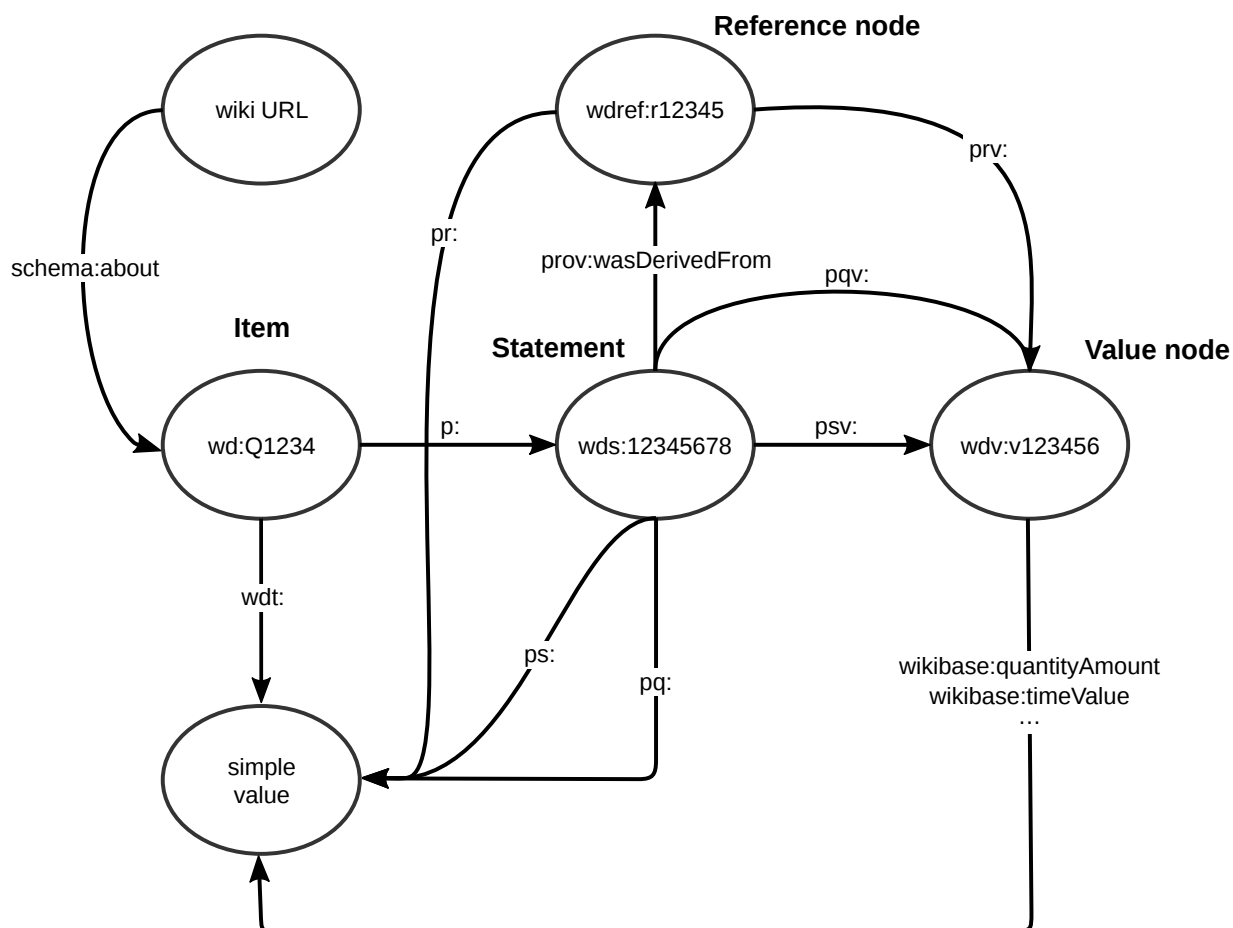 Reference node
wiki URL
wdref:r12345
prv:
pr:
schema:about
prov:wasDerivedFrom
pqv:
Item
Statement
Value node
wd:Q1234
p:
wds:12345678
psv:
wdv:v123456
wdt:
ps:
pq:
wikibase:quantityAmount
wikibase:timeValue
...
simple
value